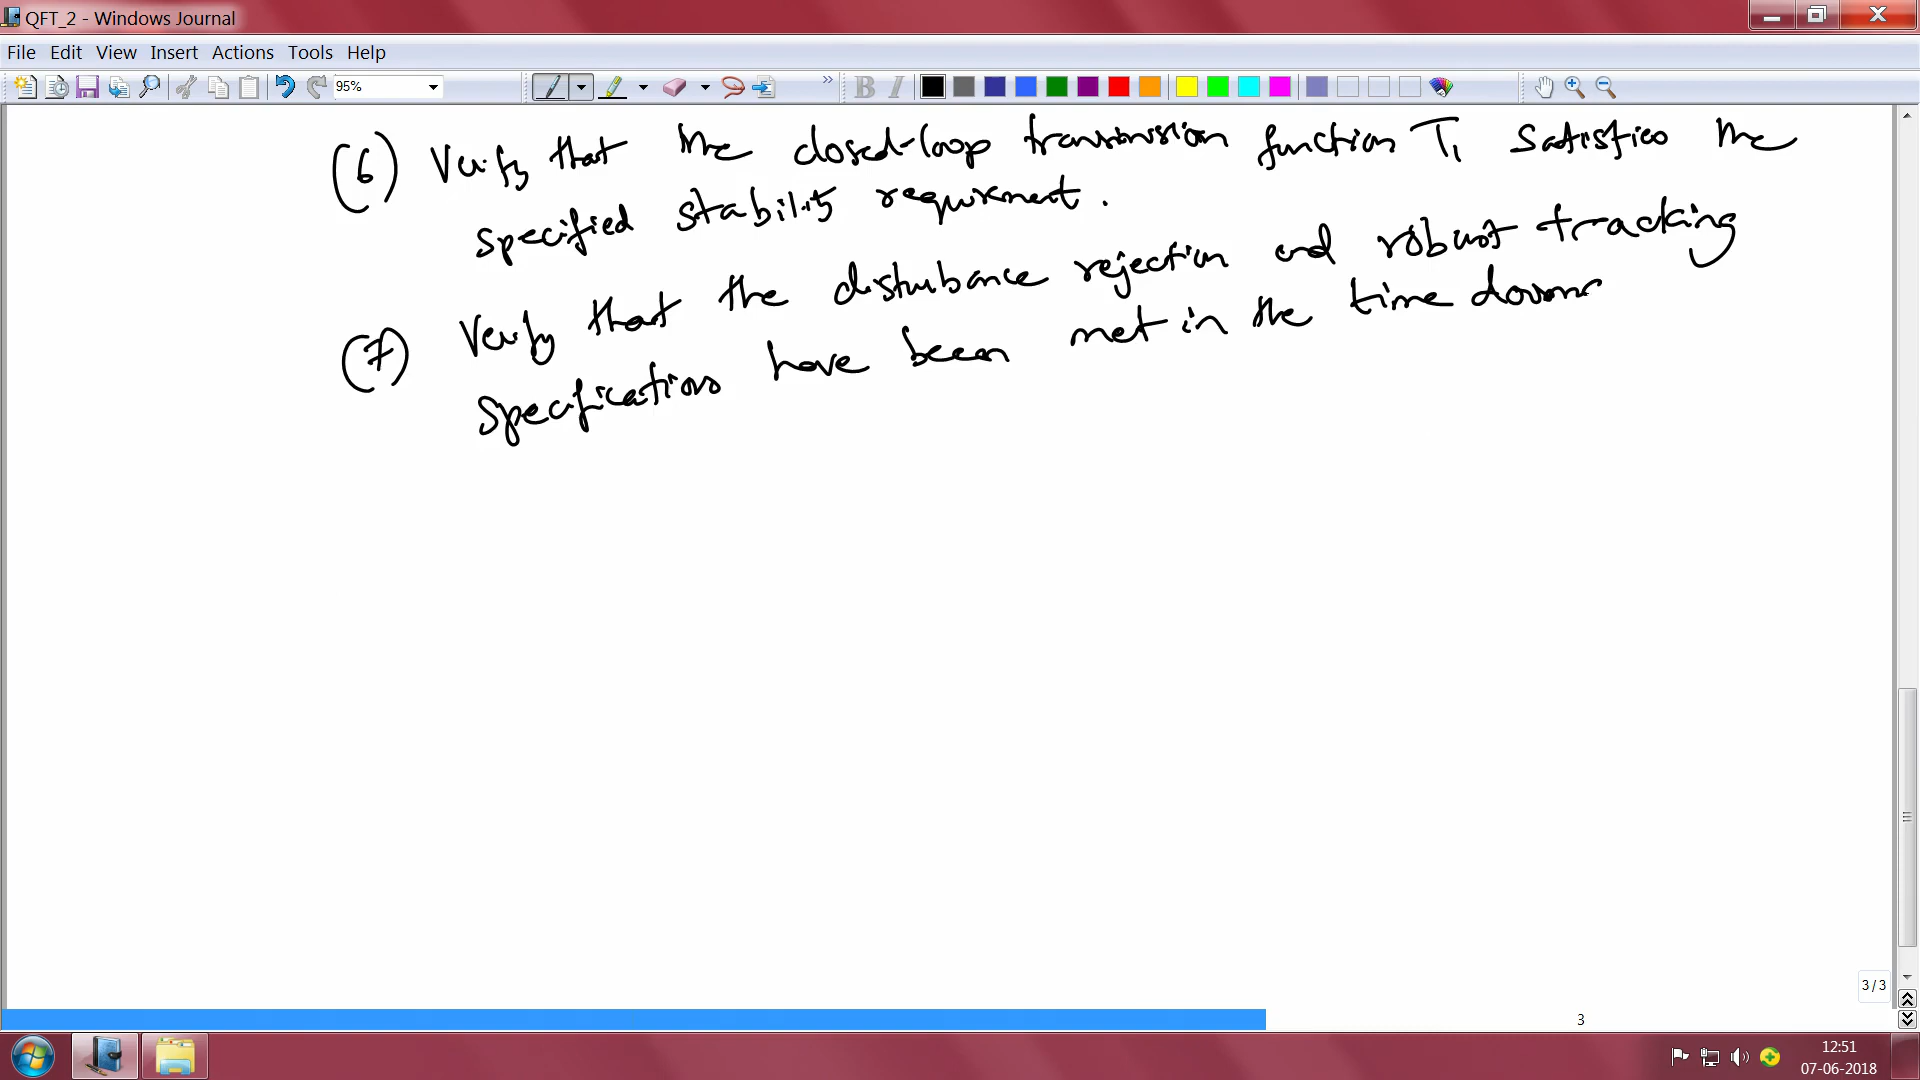 QFT_2 - Windows Journal
File Edit View Insert Actions Tools Help
95%
(6) Verify that the closed-loop transmission function T₁ satisfies the
specified stability requirement.
(7) Verify that the disturbance rejection and robust tracking
specifications have been met in the time
3 / 3
3
12:51
07-06-2018